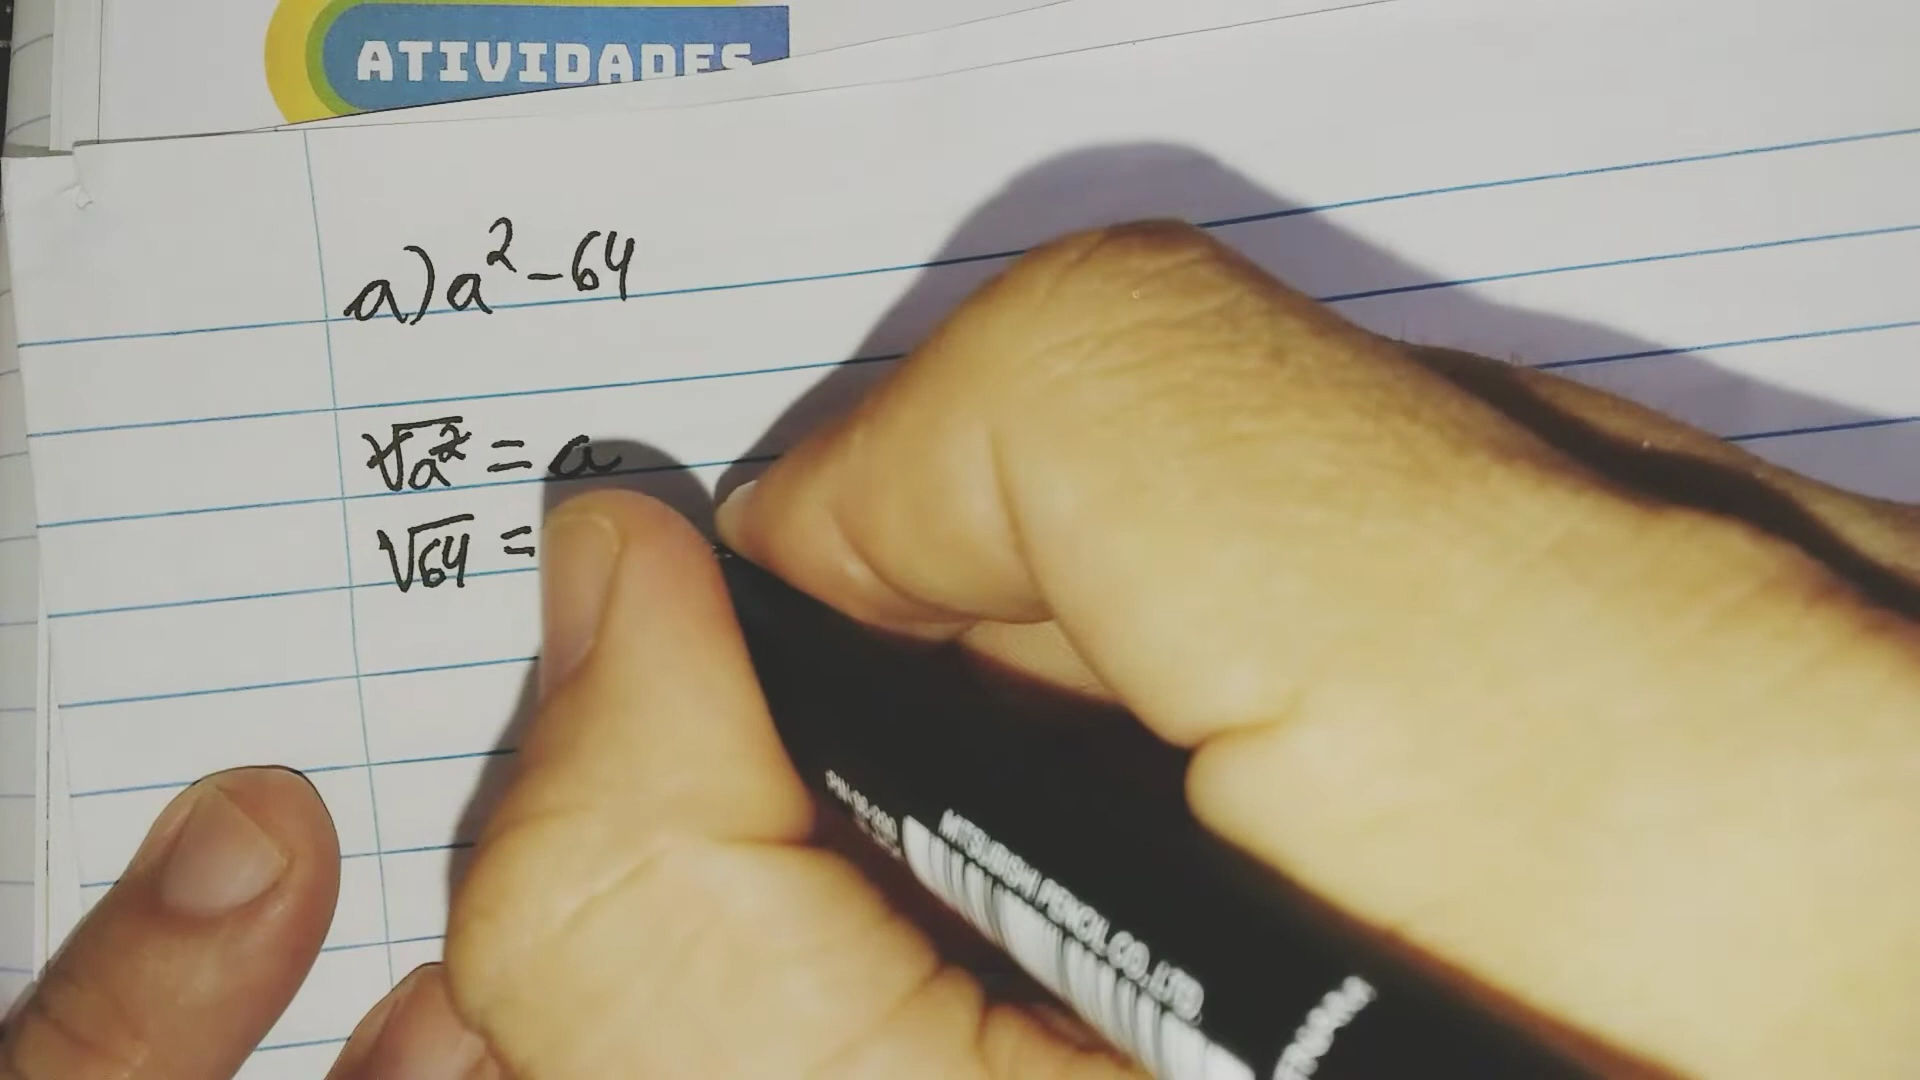 ATIVIDADES
a) a² - 64
√a² = a
√64 =
MITSUBISHI PENCIL CO., LTD